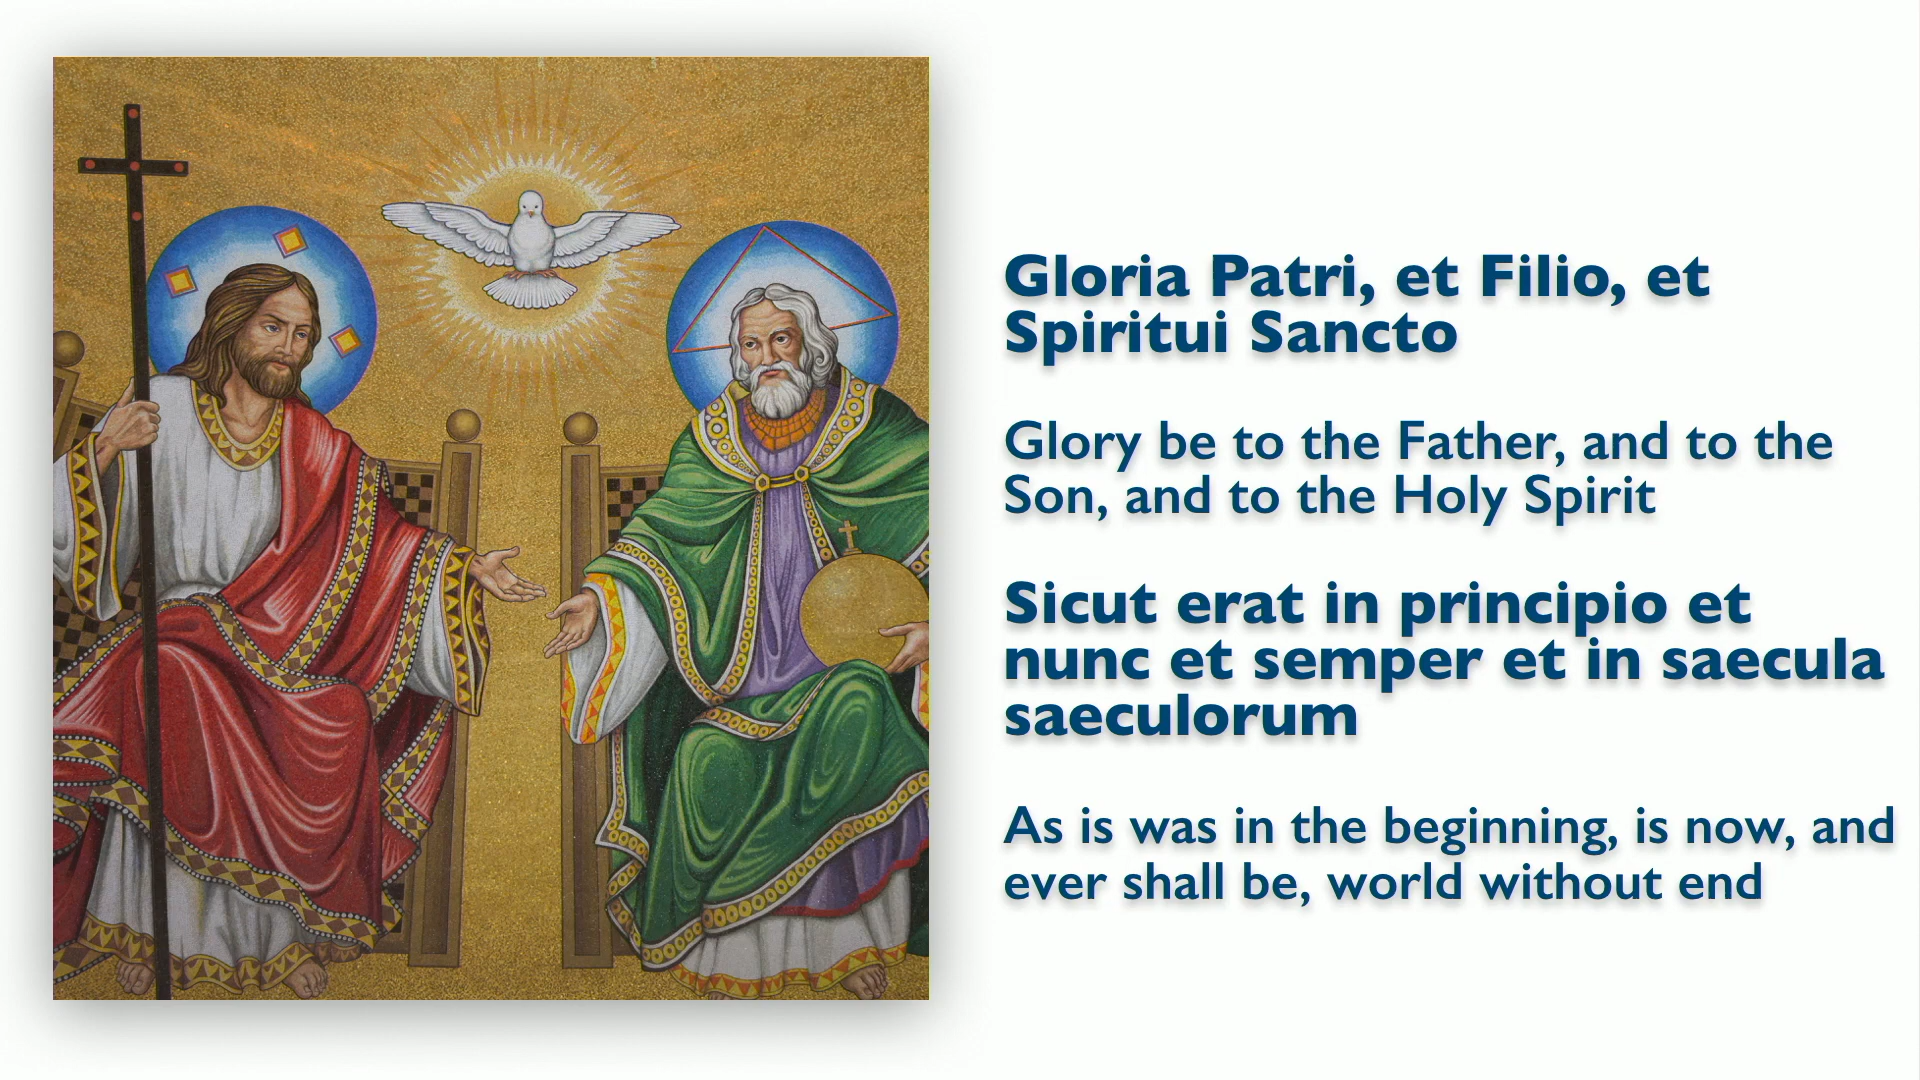 Gloria Patri, et Filio, et
Spiritui Sancto
Glory be to the Father, and to the
Son, and to the Holy Spirit
Sicut erat in principio et
nunc et semper et in saecula
saeculorum
As is was in the beginning, is now, and
ever shall be, world without end